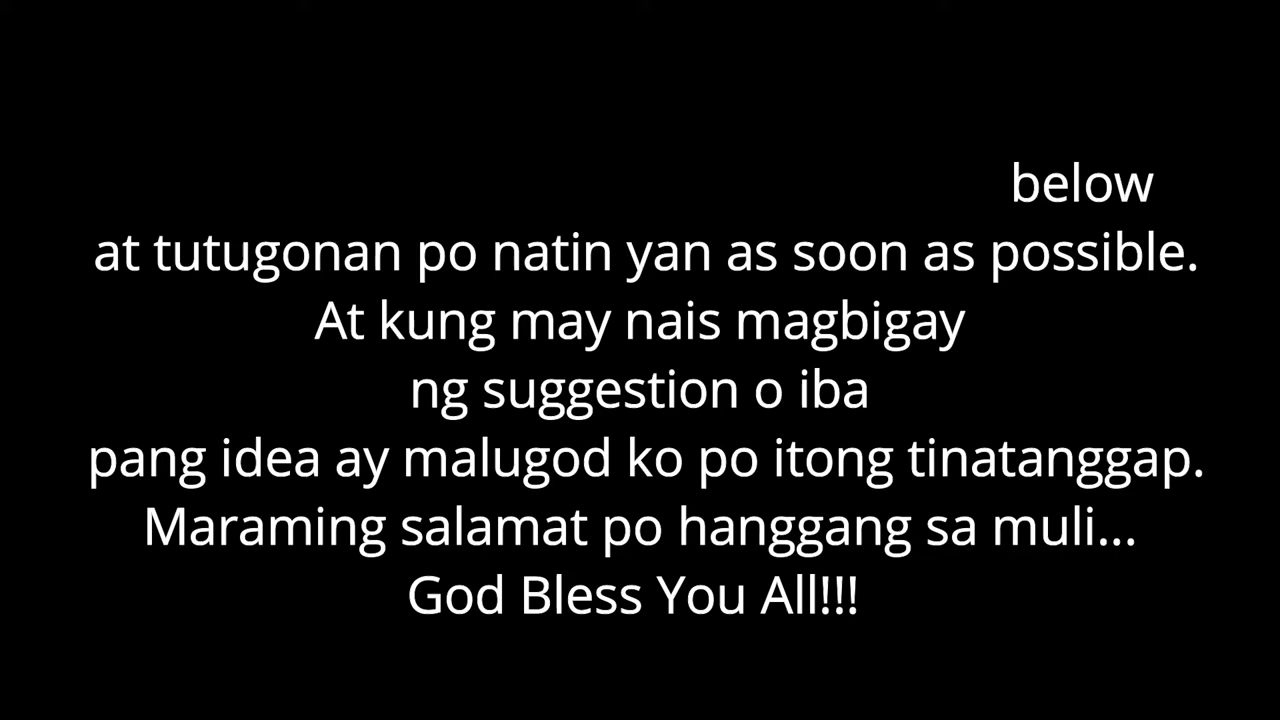 below
at tutugonan po natin yan as soon as possible.
At kung may nais magbigay
ng suggestion o iba
pang idea ay malugod ko po itong tinatanggap.
Maraming salamat po hanggang sa muli...
God Bless You All!!!